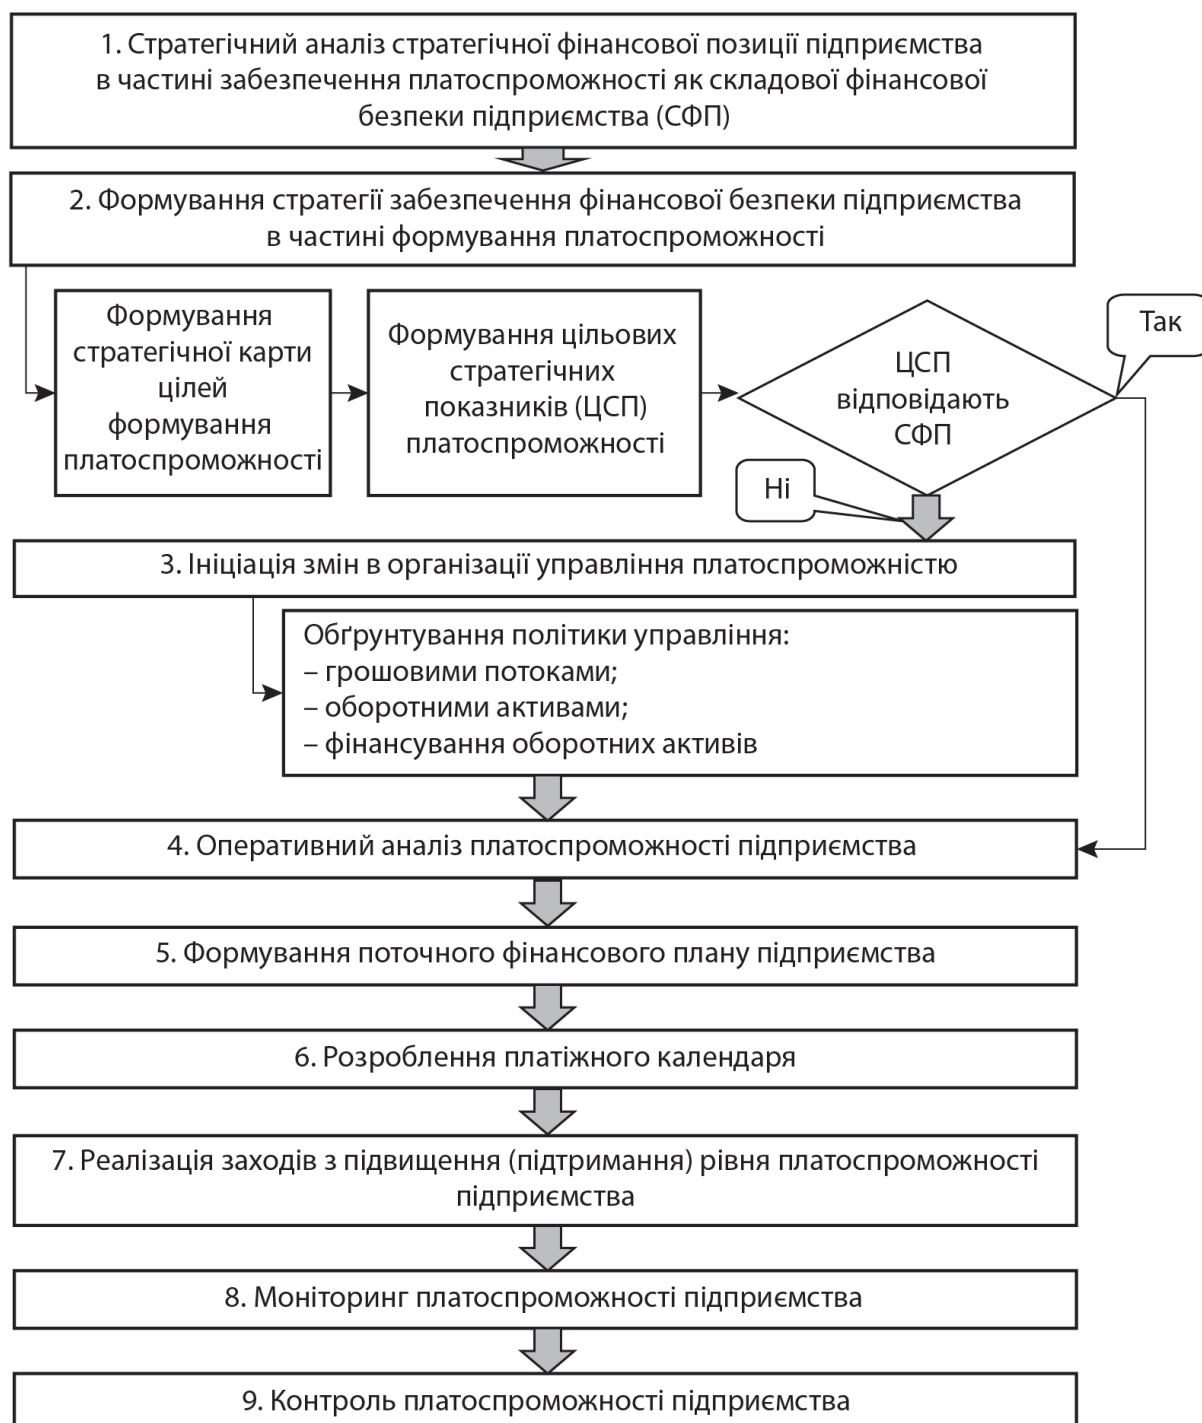 1. Стратегічний аналіз стратегічної фінансової позиції підприємства
в частині забезпечення платоспроможності як складової фінансової
безпеки підприємства (СФП)
2. Формування стратегії забезпечення фінансової безпеки підприємства
в частині формування платоспроможності
Формування
стратегічної карти
цілей
формування
платоспроможності
Формування цільових
стратегічних
показників (ЦСП)
платоспроможності
ЦСП
відповідають
СФП
Так
Ні
3. Ініціація змін в організації управління платоспроможністю
Обґрунтування політики управління:
– грошовими потоками;
– оборотними активами;
– фінансування оборотних активів
4. Оперативний аналіз платоспроможності підприємства
5. Формування поточного фінансового плану підприємства
6. Розроблення платіжного календаря
7. Реалізація заходів з підвищення (підтримання) рівня платоспроможності
підприємства
8. Моніторинг платоспроможності підприємства
9. Контроль платоспроможності підприємства